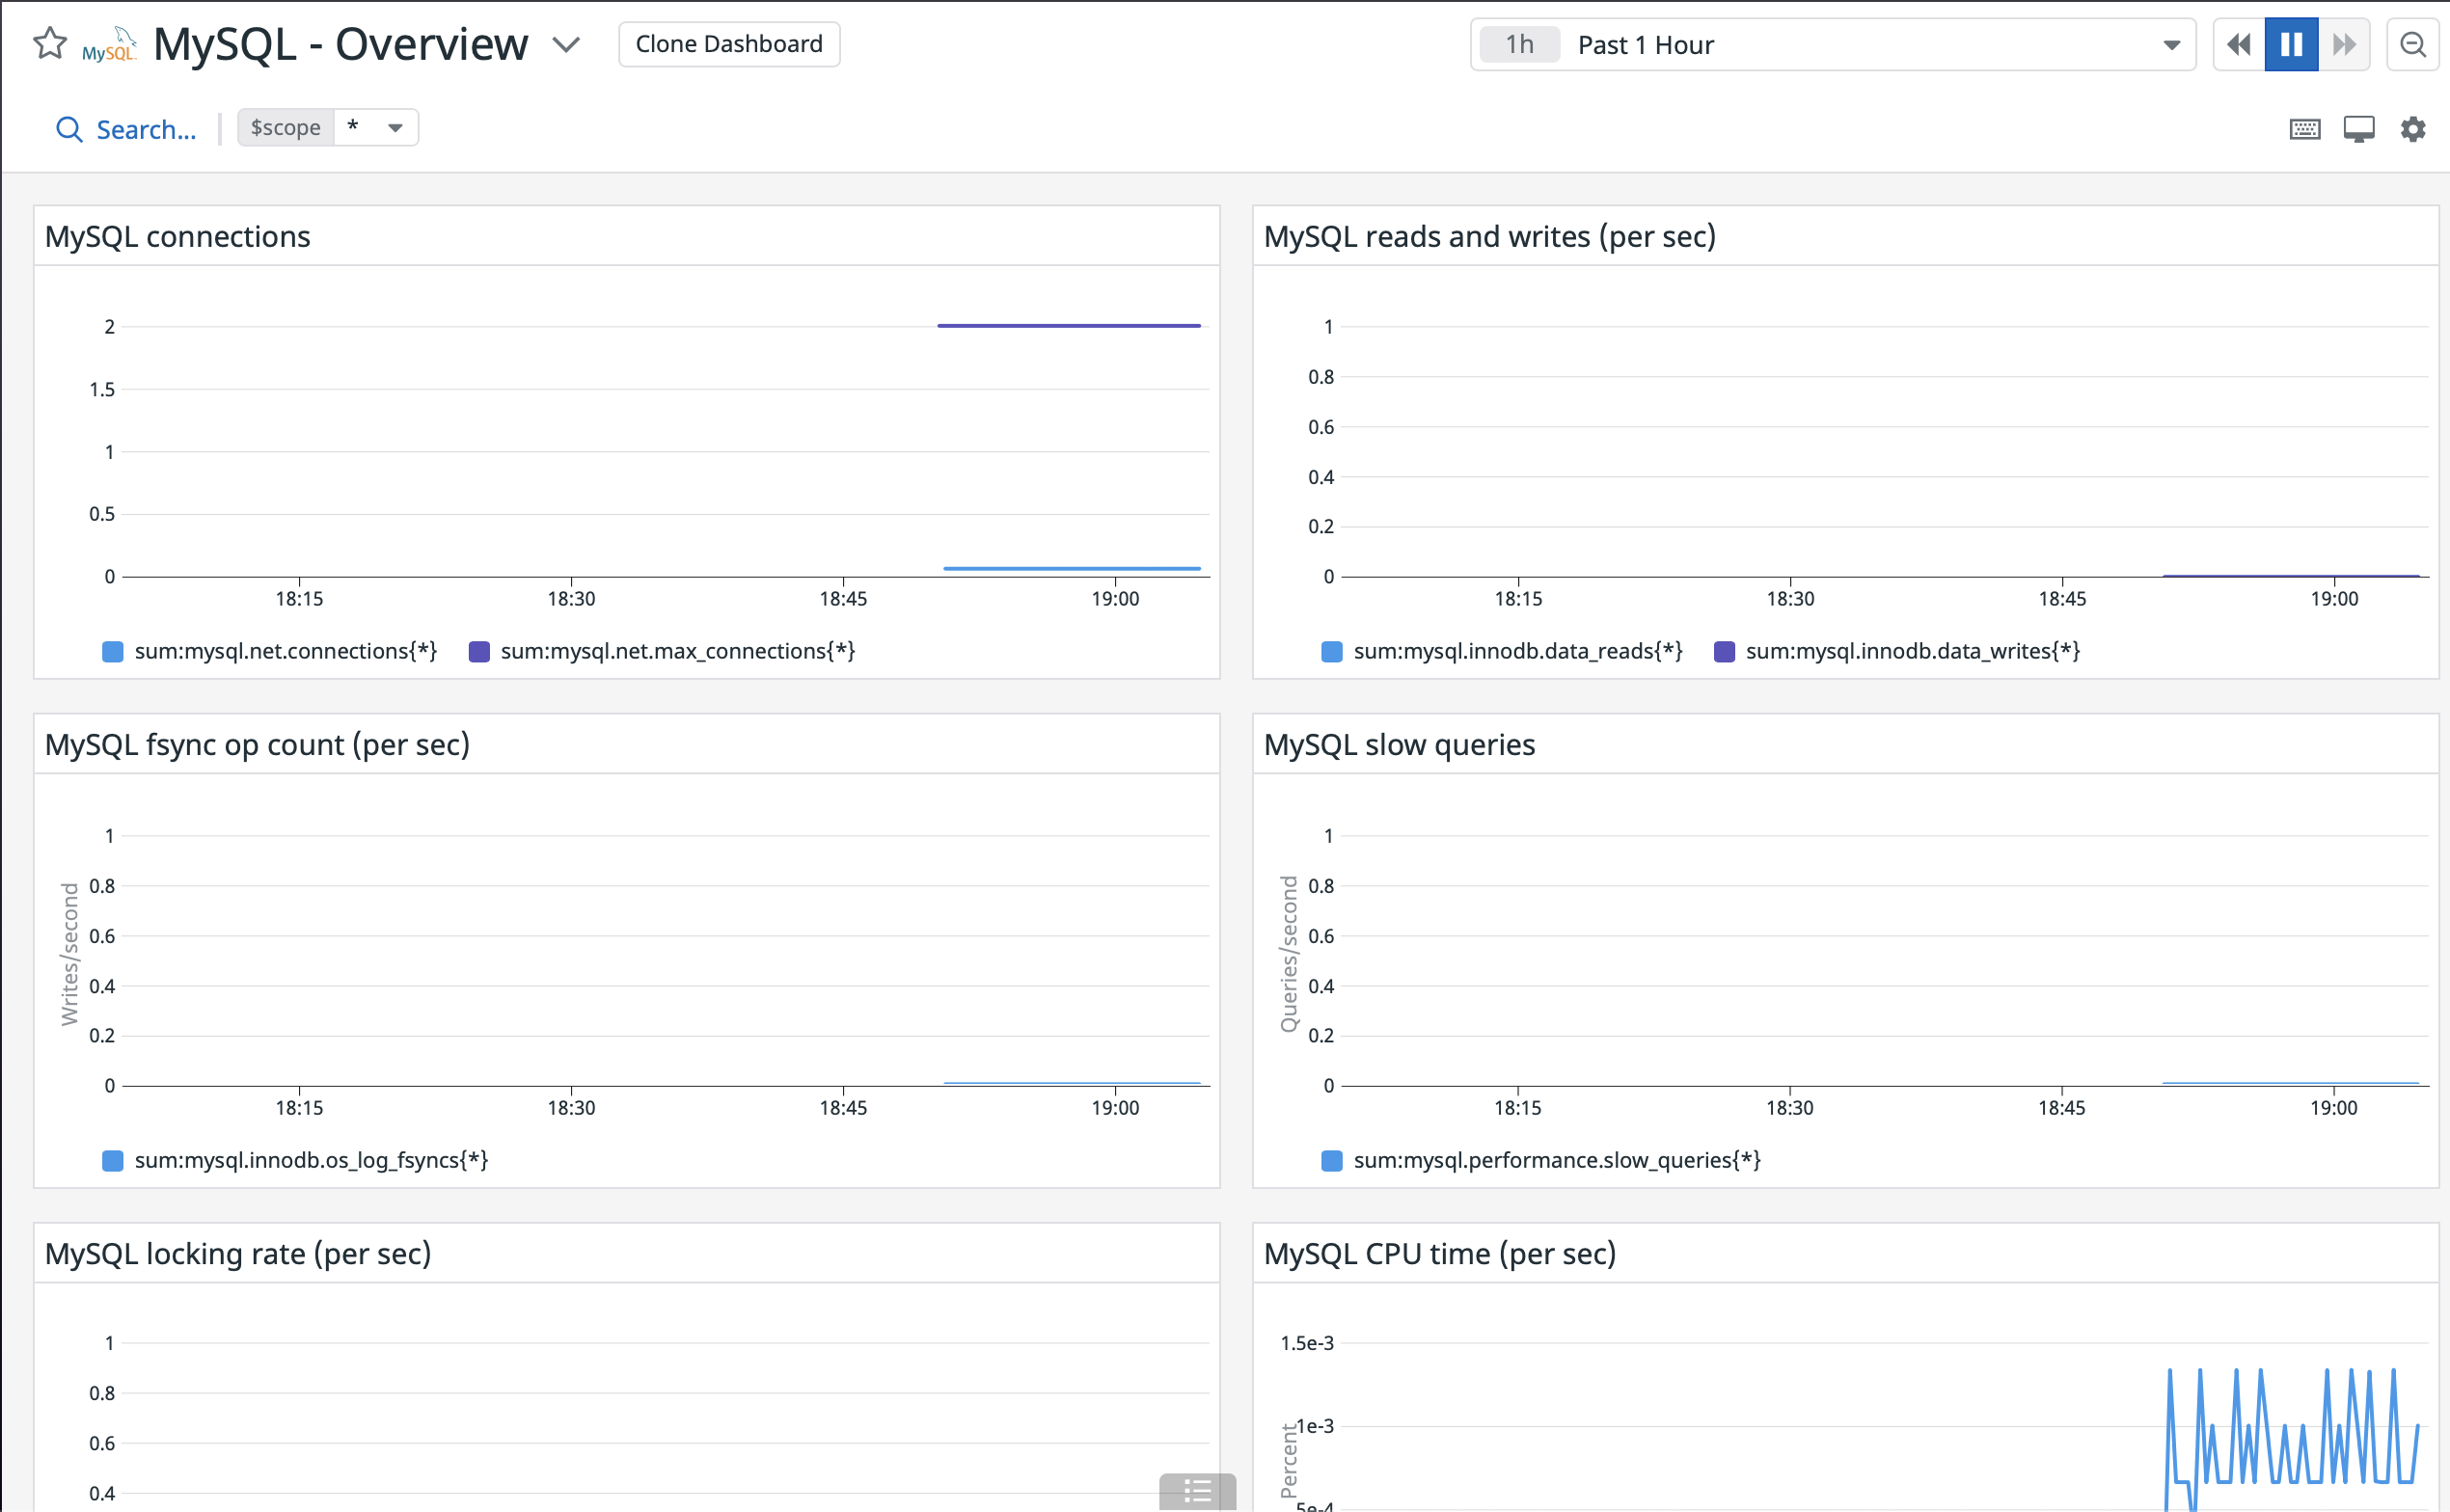 MySQL MySQL - Overview Clone Dashboard 1h Past 1 Hour
Search... $scope *
MySQL connections
2
1.5
1
0.5
0
18:15 18:30 18:45 19:00
sum:mysql.net.connections{*} sum:mysql.net.max_connections{*}
MySQL reads and writes (per sec)
1
0.8
0.6
0.4
0.2
0
18:15 18:30 18:45 19:00
sum:mysql.innodb.data_reads{*} sum:mysql.innodb.data_writes{*}
MySQL fsync op count (per sec)
Writes/second
1
0.8
0.6
0.4
0.2
0
18:15 18:30 18:45 19:00
sum:mysql.innodb.os_log_fsyncs{*}
MySQL slow queries
Queries/second
1
0.8
0.6
0.4
0.2
0
18:15 18:30 18:45 19:00
sum:mysql.performance.slow_queries{*}
MySQL locking rate (per sec)
1
0.8
0.6
0.4
MySQL CPU time (per sec)
Percent
1.5e-3
1e-3
5e-4